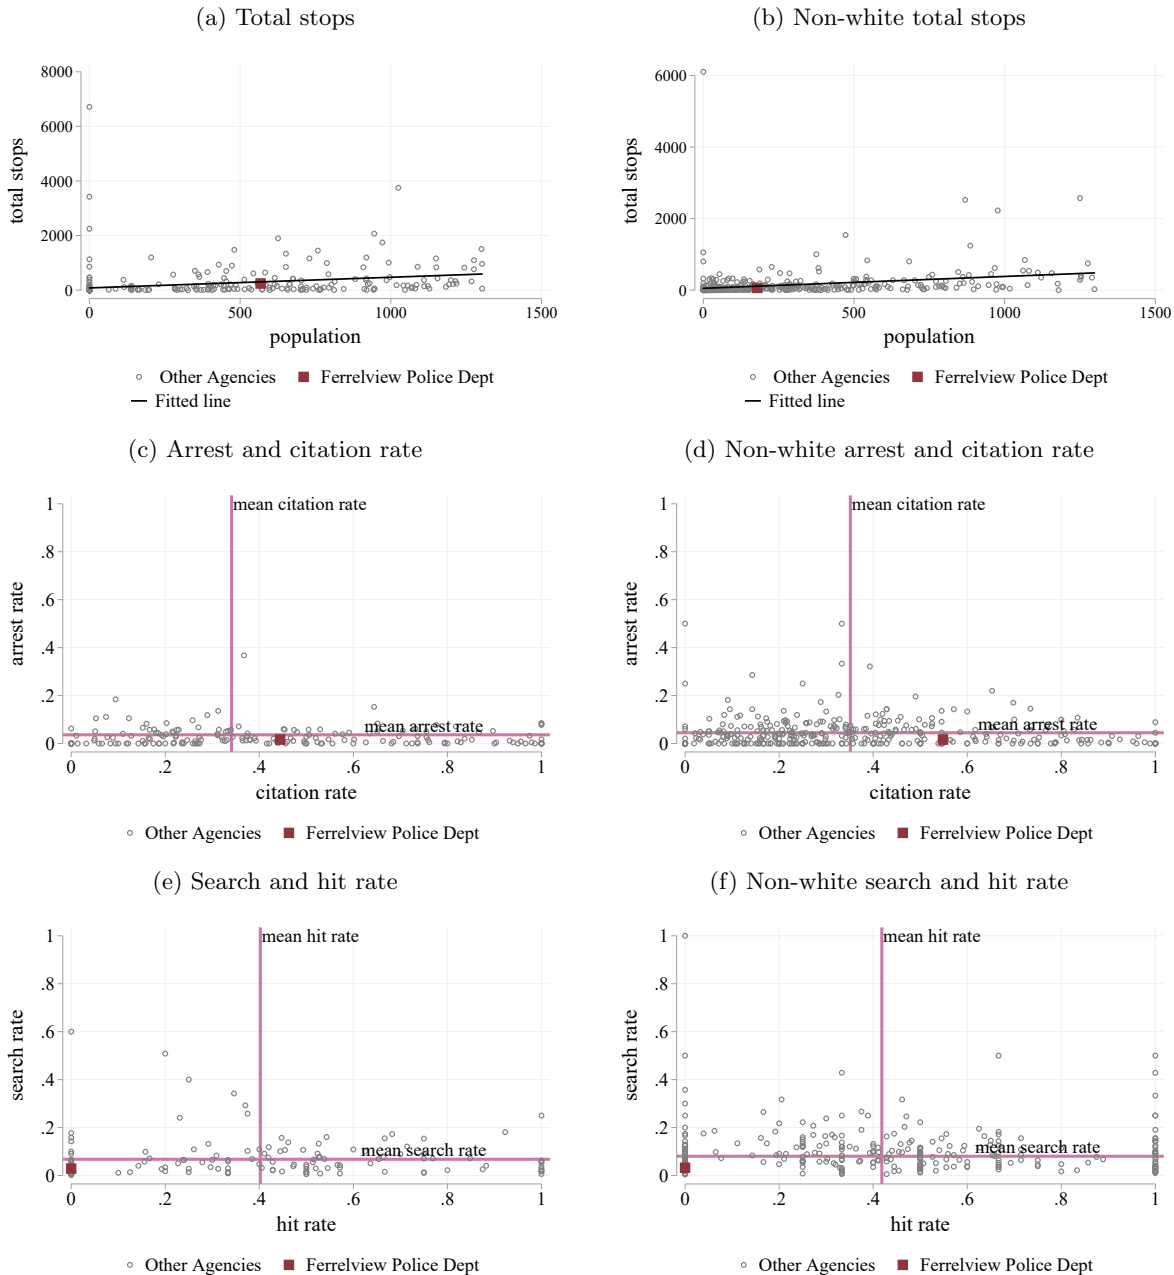 (a) Total stops
(b) Non-white total stops
total stops
8000
6000
4000
2000
0
0 500 1000 1500
population
Other Agencies Ferrelview Police Dept
Fitted line
total stops
6000
4000
2000
0
0 500 1000 1500
population
Other Agencies Ferrelview Police Dept
Fitted line
(c) Arrest and citation rate
(d) Non-white arrest and citation rate
arrest rate
1
.8
.6
.4
.2
0
mean citation rate
mean arrest rate
0 .2 .4 .6 .8 1
citation rate
Other Agencies Ferrelview Police Dept
arrest rate
1
.8
.6
.4
.2
0
mean citation rate
mean arrest rate
0 .2 .4 .6 .8 1
citation rate
Other Agencies Ferrelview Police Dept
(e) Search and hit rate
(f) Non-white search and hit rate
search rate
1
.8
.6
.4
.2
0
mean hit rate
mean search rate
0 .2 .4 .6 .8 1
hit rate
Other Agencies Ferrelview Police Dept
search rate
1
.8
.6
.4
.2
0
mean hit rate
mean search rate
0 .2 .4 .6 .8 1
hit rate
Other Agencies Ferrelview Police Dept